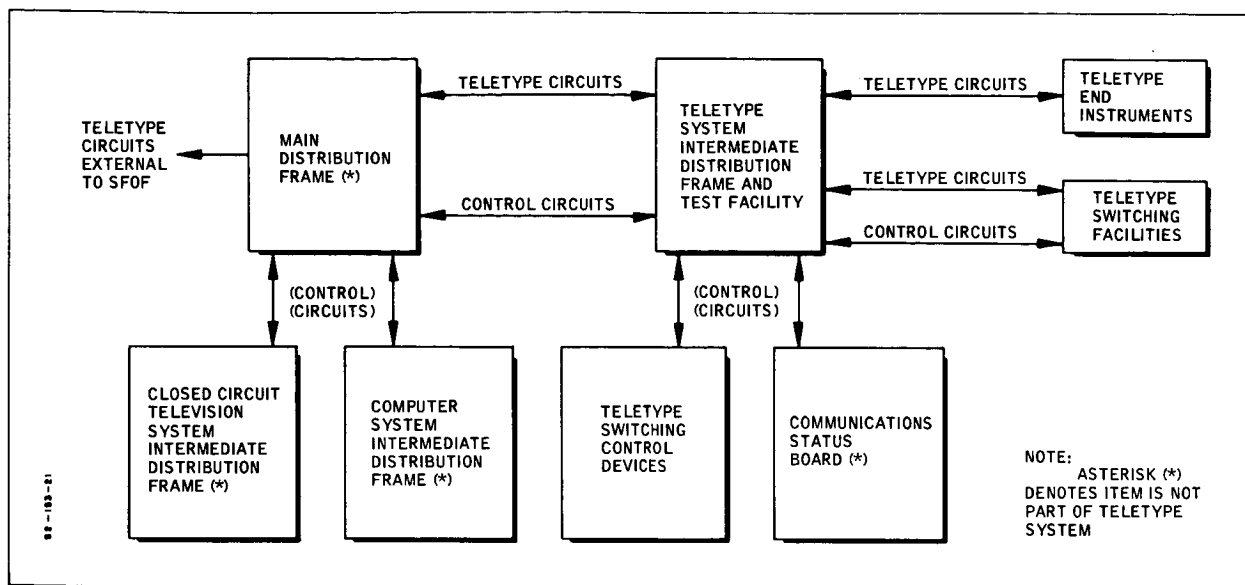 TELETYPE
CIRCUITS
EXTERNAL
TO SFOF
MAIN
DISTRIBUTION
FRAME (*)
TELETYPE CIRCUITS
CONTROL CIRCUITS
TELETYPE
SYSTEM
INTERMEDIATE
DISTRIBUTION
FRAME AND
TEST FACILITY
TELETYPE CIRCUITS
TELETYPE
END
INSTRUMENTS
TELETYPE CIRCUITS
CONTROL CIRCUITS
TELETYPE
SWITCHING
FACILITIES
(CONTROL)
(CIRCUITS)
(CONTROL)
(CIRCUITS)
CLOSED CIRCUIT
TELEVISION
SYSTEM
INTERMEDIATE
DISTRIBUTION
FRAME (*)
COMPUTER
SYSTEM
INTERMEDIATE
DISTRIBUTION
FRAME (*)
TELETYPE
SWITCHING
CONTROL
DEVICES
COMMUNICATIONS
STATUS
BOARD (*)
NOTE:
ASTERISK (*)
DENOTES ITEM IS NOT
PART OF TELETYPE
SYSTEM